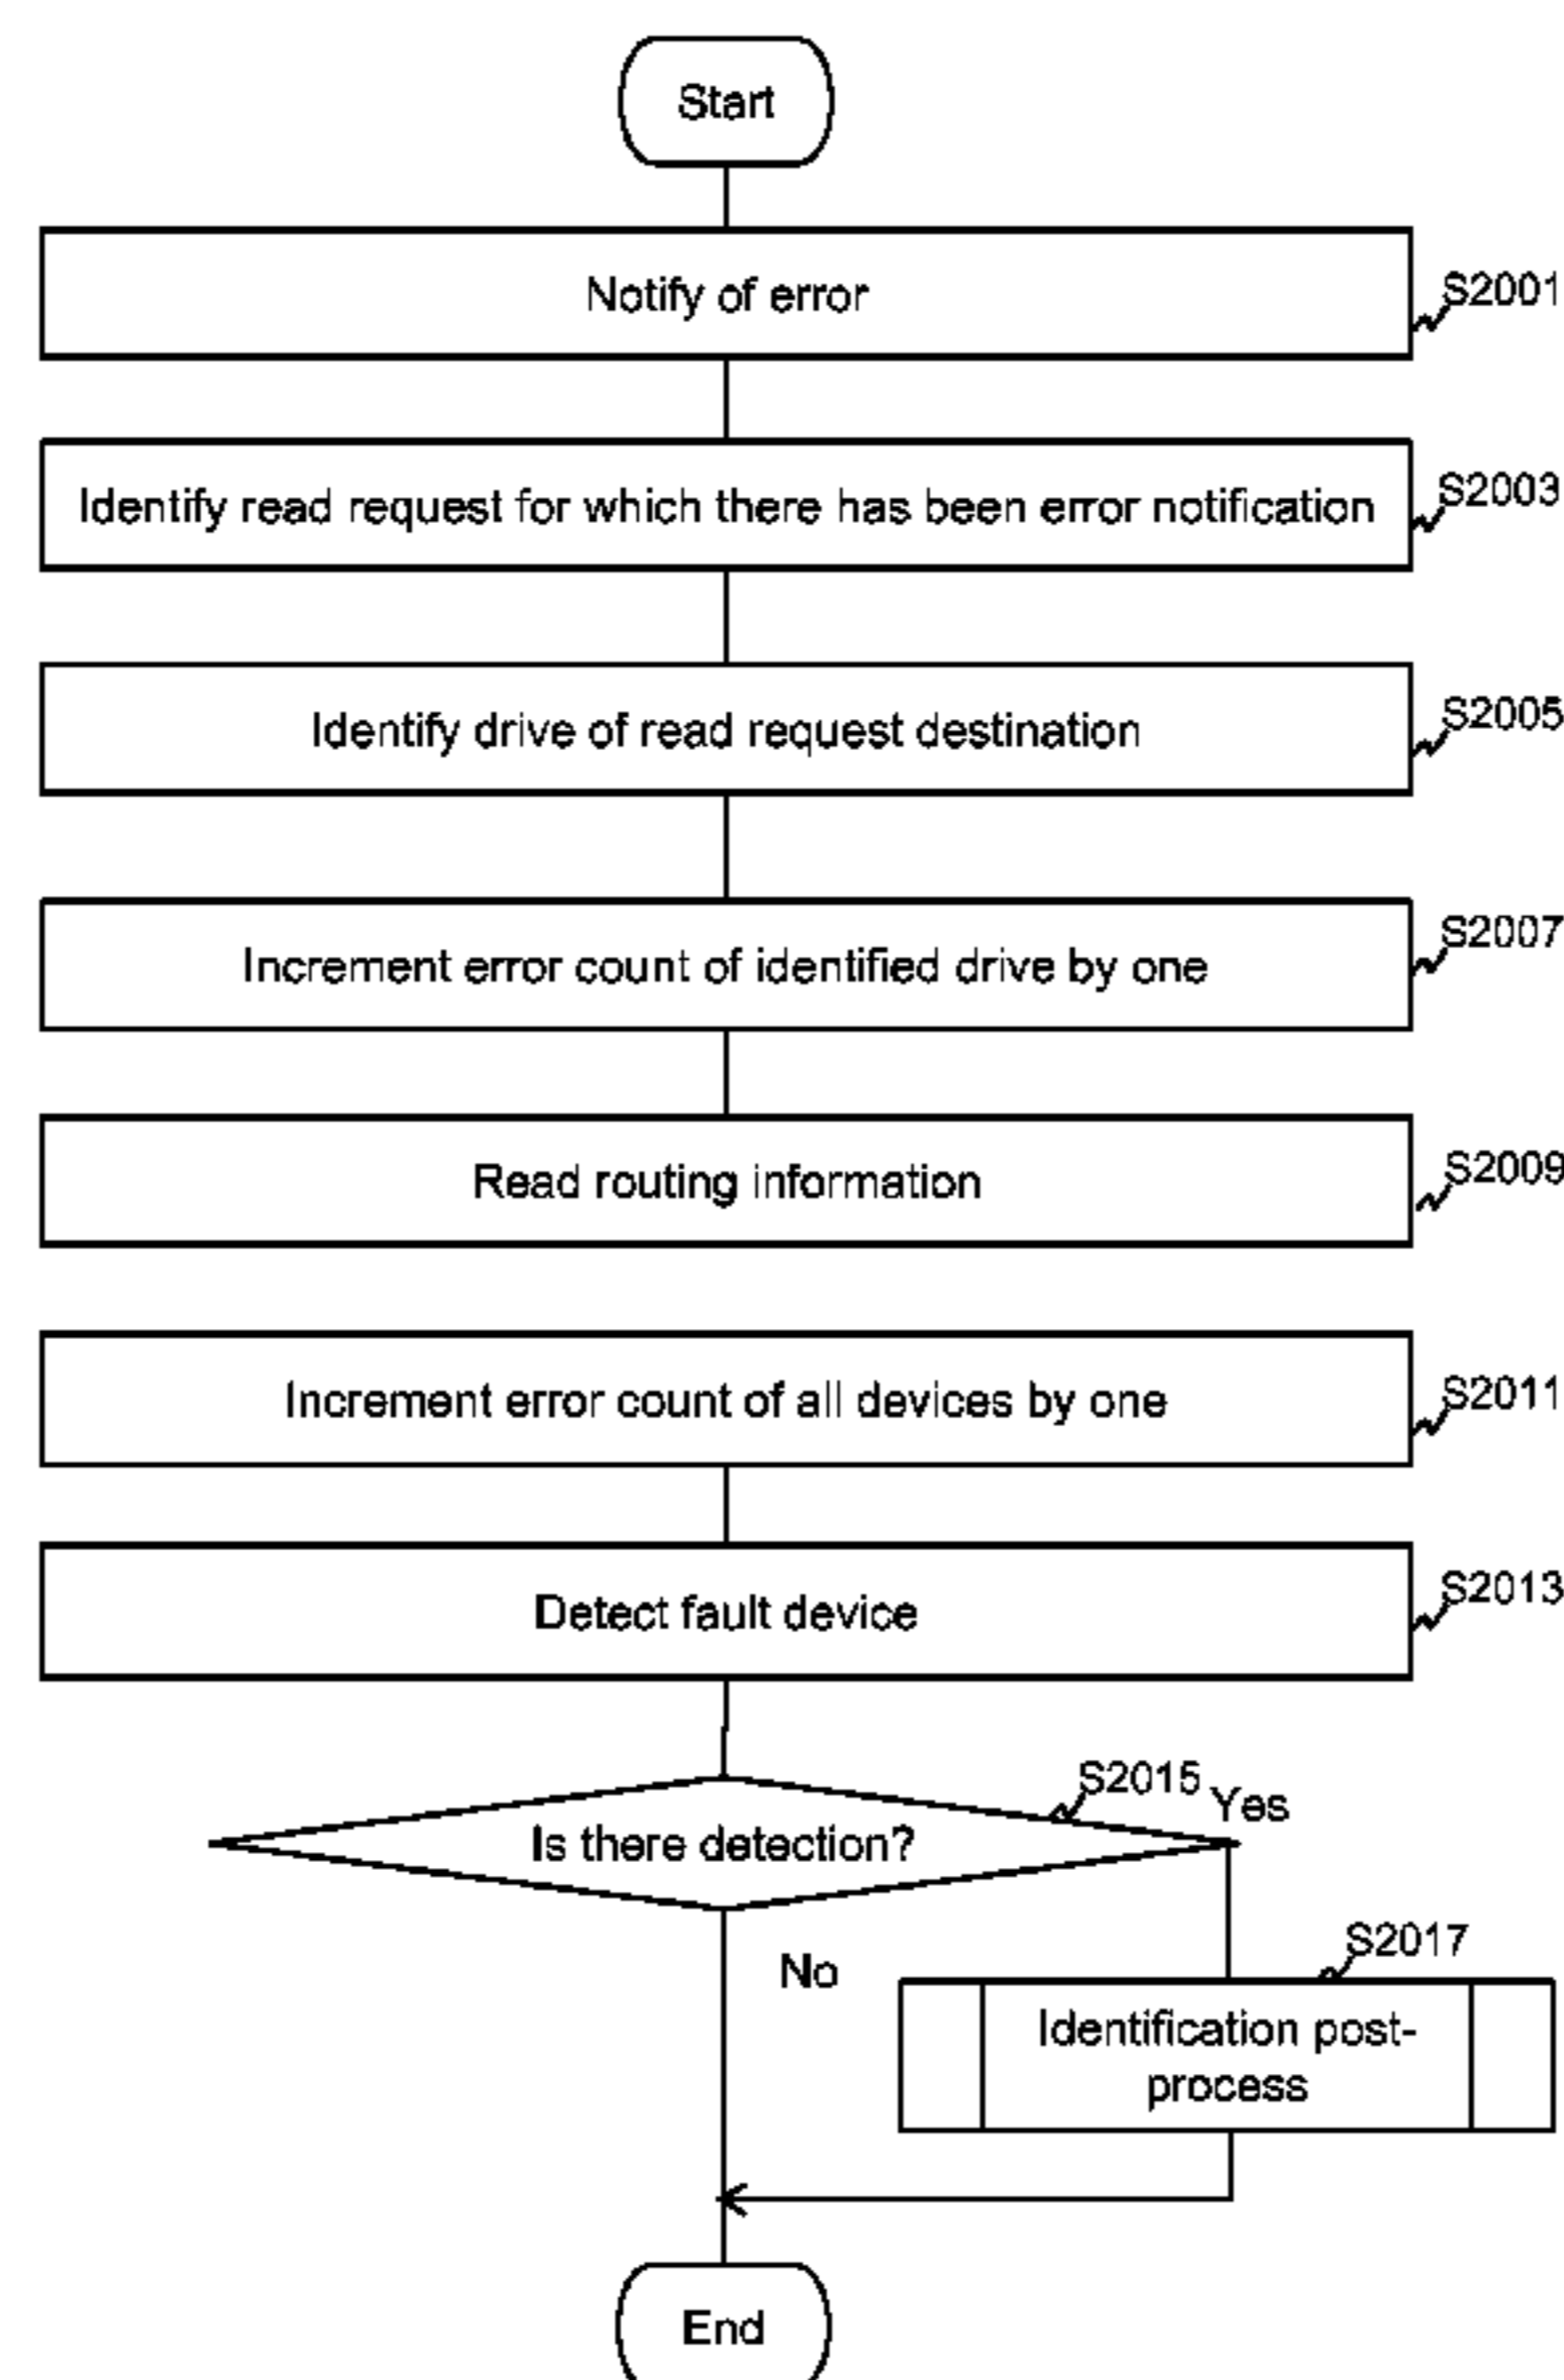 Start
Notify of error
S2001
Identify read request for which there has been error notification
S2003
Identify drive of read request destination
S2005
Increment error count of identified drive by one
S2007
Read routing information
S2009
Increment error count of all devices by one
S2011
Detect fault device
S2013
S2015
Yes
Is there detection?
No
S2017
Identification post-
process
End